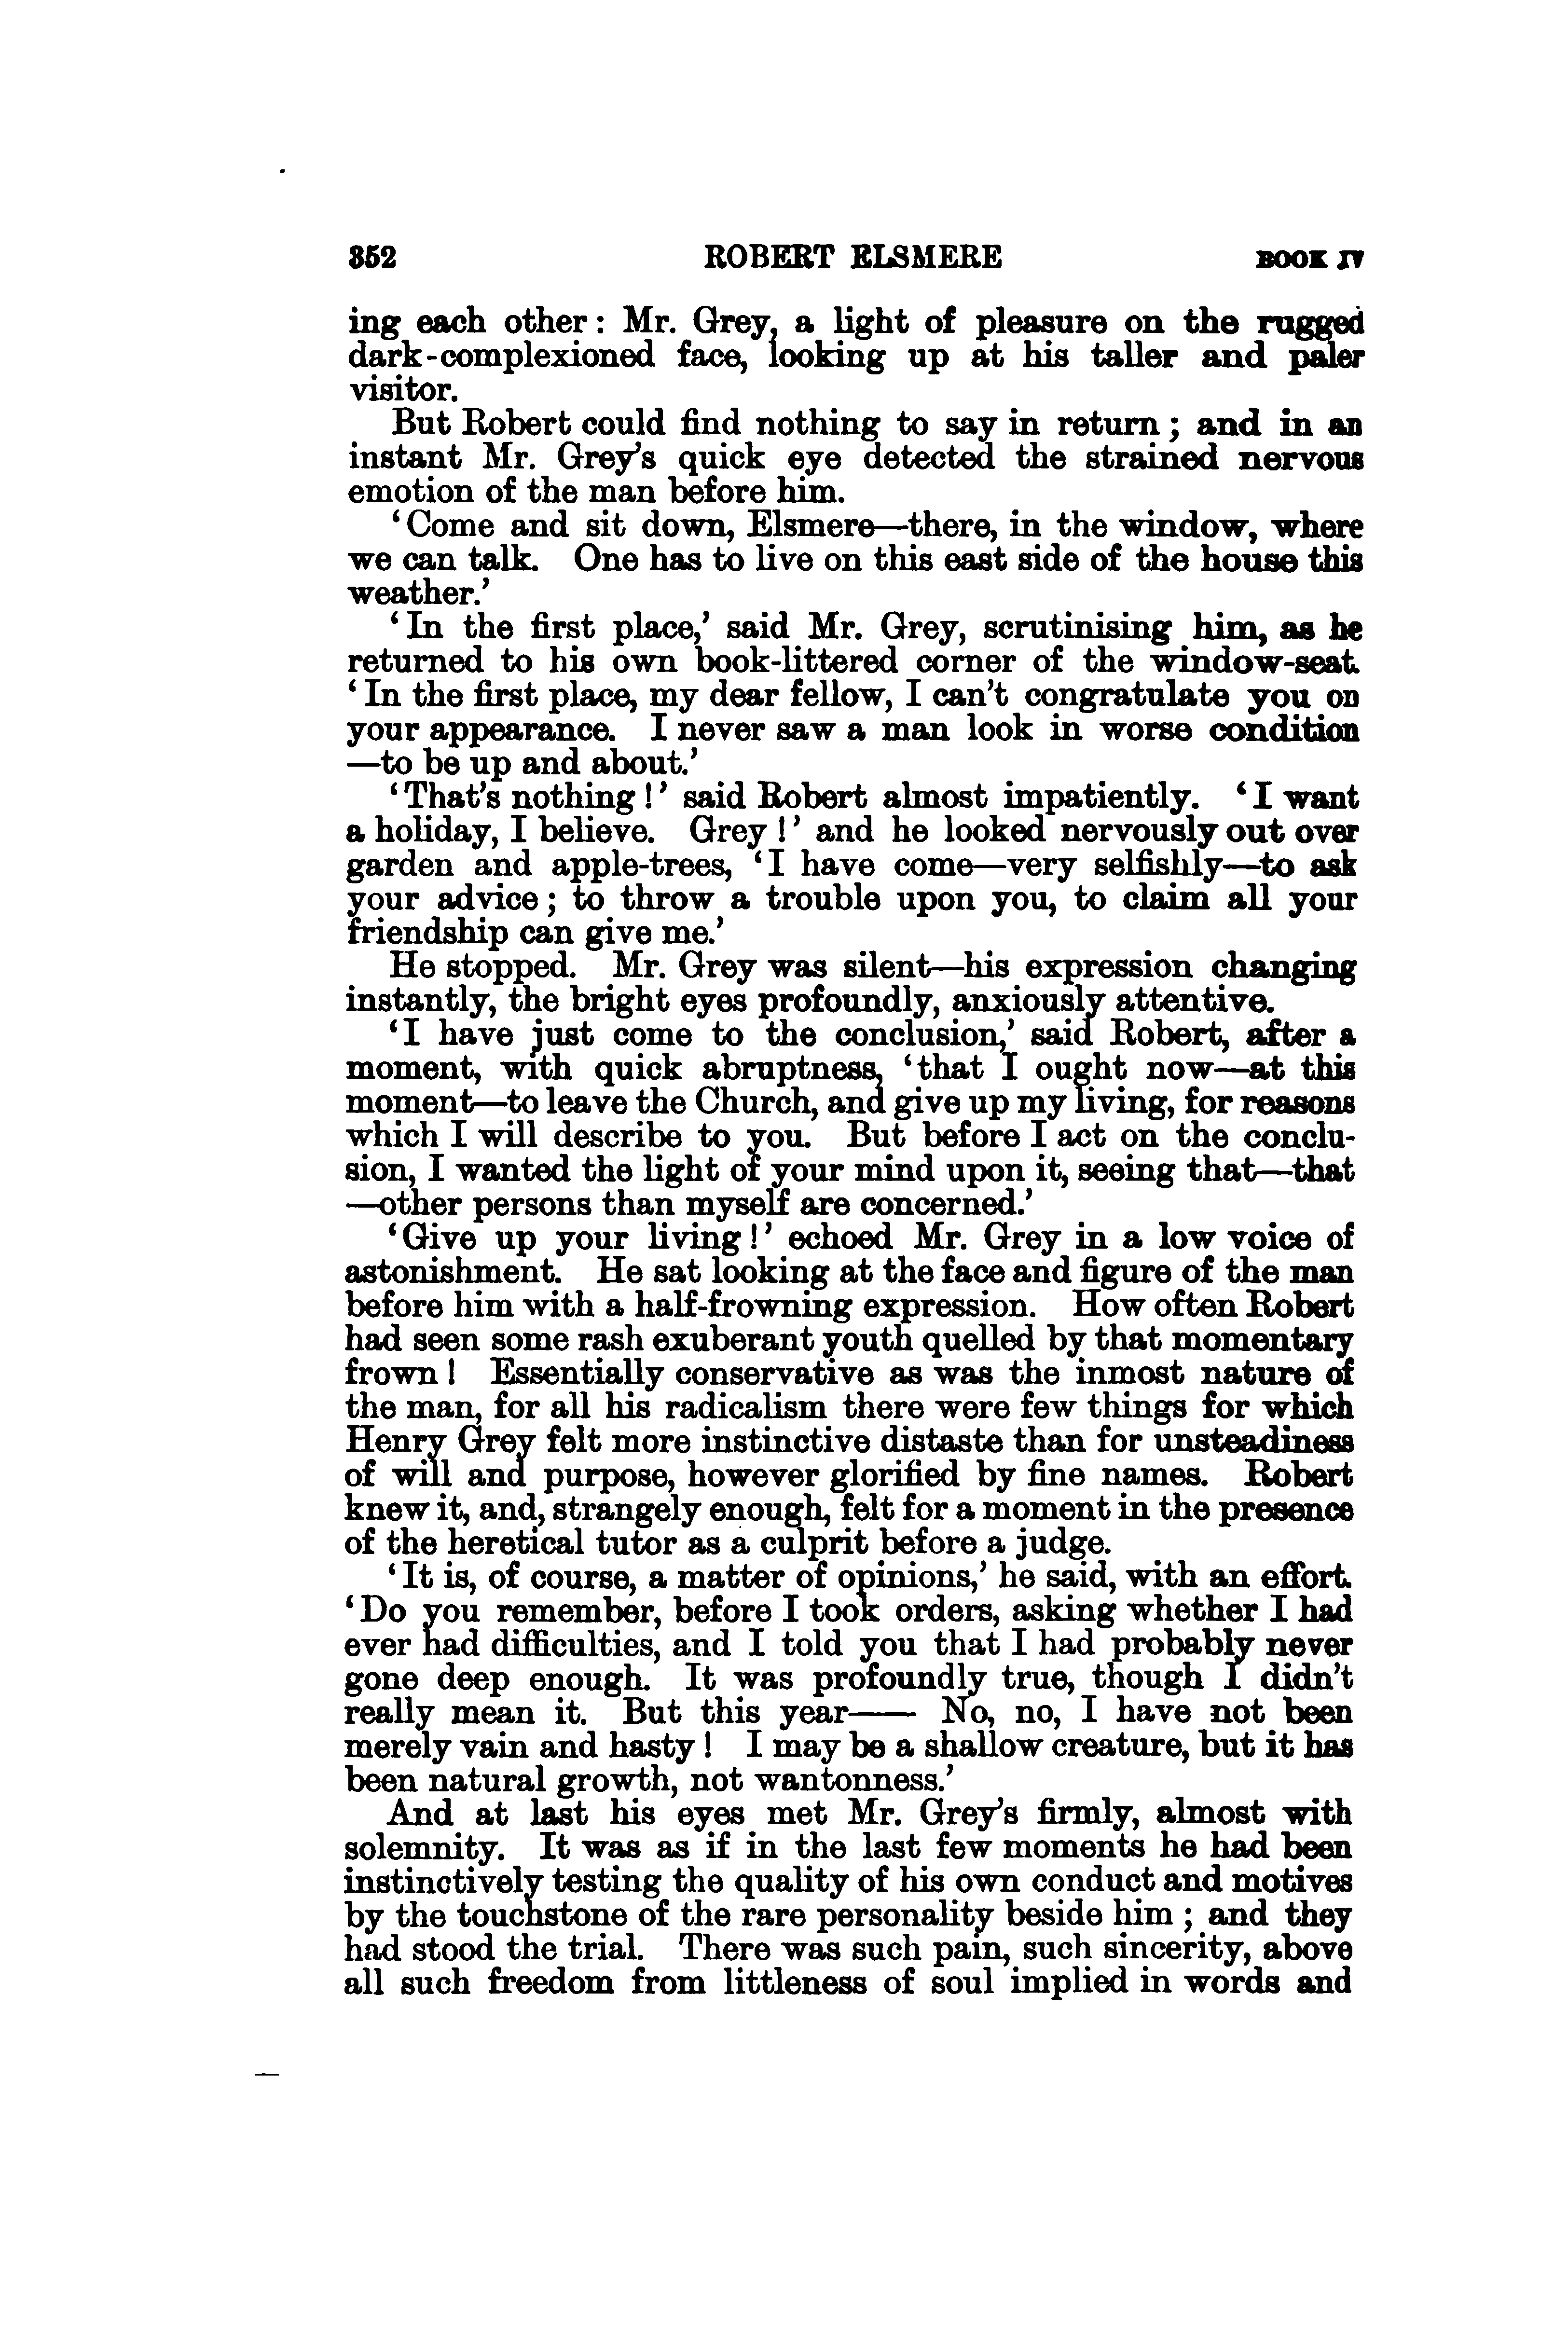 352 ROBERT ELSMERE BOOK IV
ing each other: Mr. Grey, a light of pleasure on the rugged
dark-complexioned face, looking up at his taller and paler
visitor.
But Robert could find nothing to say in return; and in an
instant Mr. Grey's quick eye detected the strained nervous
emotion of the man before him.
'Come and sit down, Elsmere—there, in the window, where
we can talk. One has to live on this east side of the house this
weather.'
'In the first place,' said Mr. Grey, scrutinising him, as he
returned to his own book-littered corner of the window-seat.
'In the first place, my dear fellow, I can't congratulate you on
your appearance. I never saw a man look in worse condition
—to be up and about.'
'That's nothing!' said Robert almost impatiently. 'I want
a holiday, I believe. Grey!' and he looked nervously out over
garden and apple-trees, 'I have come—very selfishly—to ask
your advice; to throw a trouble upon you, to claim all your
friendship can give me.'
He stopped. Mr. Grey was silent—his expression changing
instantly, the bright eyes profoundly, anxiously attentive.
'I have just come to the conclusion,' said Robert, after a
moment, with quick abruptness, 'that I ought now—at this
moment—to leave the Church, and give up my living, for reasons
which I will describe to you. But before I act on the conclu-
sion, I wanted the light of your mind upon it, seeing that—that
—other persons than myself are concerned.'
'Give up your living!' echoed Mr. Grey in a low voice of
astonishment. He sat looking at the face and figure of the man
before him with a half-frowning expression. How often Robert
had seen some rash exuberant youth quelled by that momentary
frown! Essentially conservative as was the inmost nature of
the man, for all his radicalism there were few things for which
Henry Grey felt more instinctive distaste than for unsteadiness
of will and purpose, however glorified by fine names. Robert
knew it, and, strangely enough, felt for a moment in the presence
of the heretical tutor as a culprit before a judge.
'It is, of course, a matter of opinions,' he said, with an effort.
'Do you remember, before I took orders, asking whether I had
ever had difficulties, and I told you that I had probably never
gone deep enough. It was profoundly true, though I didn't
really mean it. But this year—— No, no, I have not been
merely vain and hasty! I may be a shallow creature, but it has
been natural growth, not wantonness.'
And at last his eyes met Mr. Grey's firmly, almost with
solemnity. It was as if in the last few moments he had been
instinctively testing the quality of his own conduct and motives
by the touchstone of the rare personality beside him; and they
had stood the trial. There was such pain, such sincerity, above
all such freedom from littleness of soul implied in words and